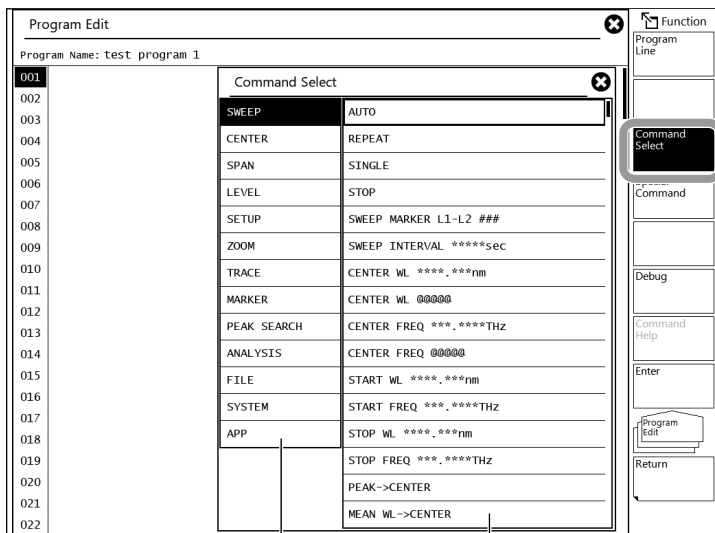 Program Edit
Program Name: test program 1
001
002
003
004
005
006
007
008
009
010
011
012
013
014
015
016
017
018
019
020
021
022
Command Select
SWEEP
CENTER
SPAN
LEVEL
SETUP
ZOOM
TRACE
MARKER
PEAK SEARCH
ANALYSIS
FILE
SYSTEM
APP
AUTO
REPEAT
SINGLE
STOP
SWEEP MARKER L1-L2 ###
SWEEP INTERVAL *****sec
CENTER WL ****.***nm
CENTER WL @@@@@
CENTER FREQ ***.****THz
CENTER FREQ @@@@@
START WL ****.***nm
START FREQ ***.****THz
STOP WL ****.***nm
STOP FREQ ***.****THz
PEAK->CENTER
MEAN WL->CENTER
Function
Program
Line
Command
Select
Special
Command
Debug
Command
Help
Enter
Program
Edit
Return